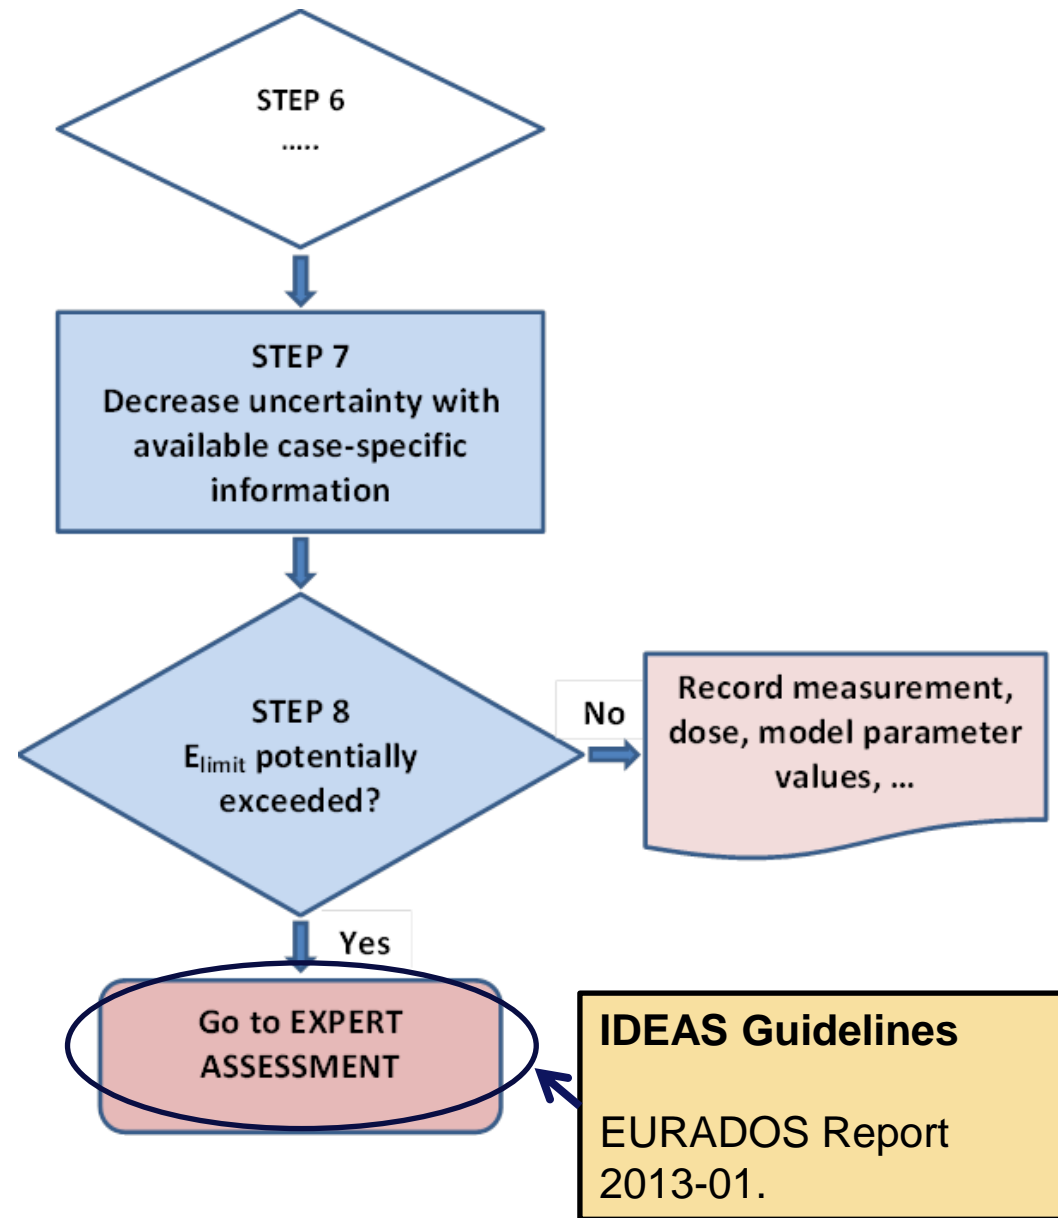 STEP 6
.....
STEP 7
Decrease uncertainty with
available case-specific
information
STEP 8
Elimit potentially
exceeded?
No
Record measurement,
dose, model parameter
values, ...
Yes
Go to EXPERT
ASSESSMENT
IDEAS Guidelines
EURADOS Report
2013-01.